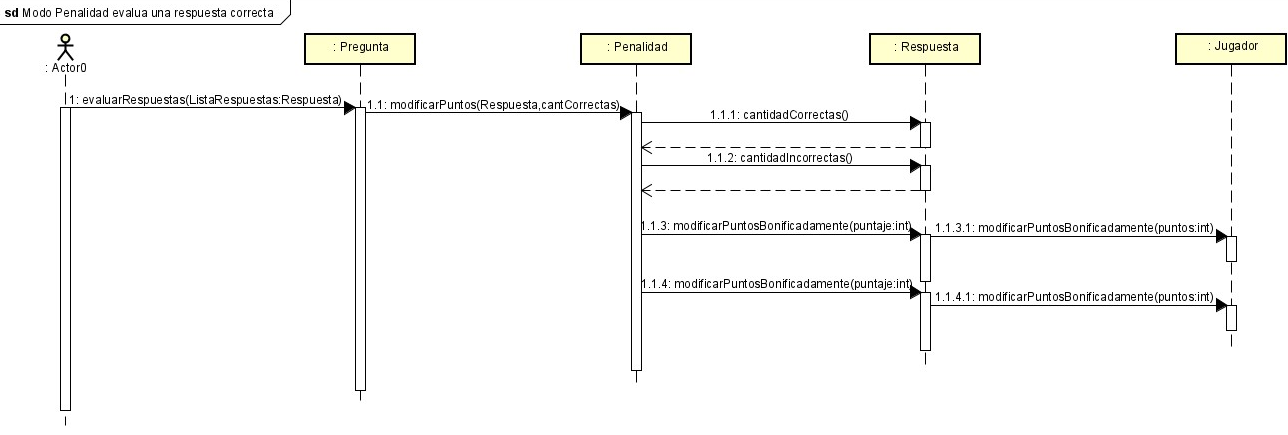 sd Modo Penalidad evalua una respuesta correcta
: Actor0
: Pregunta
: Penalidad
: Respuesta
: Jugador
1: evaluarRespuestas(ListaRespuestas:Respuesta)
1.1: modificarPuntos(Respuesta,cantCorrectas)
1.1.1: cantidadCorrectas()
1.1.2: cantidadIncorrectas()
1.1.3: modificarPuntosBonificadamente(puntaje:int)
1.1.3.1: modificarPuntosBonificadamente(puntos:int)
1.1.4: modificarPuntosBonificadamente(puntaje:int)
1.1.4.1: modificarPuntosBonificadamente(puntos:int)